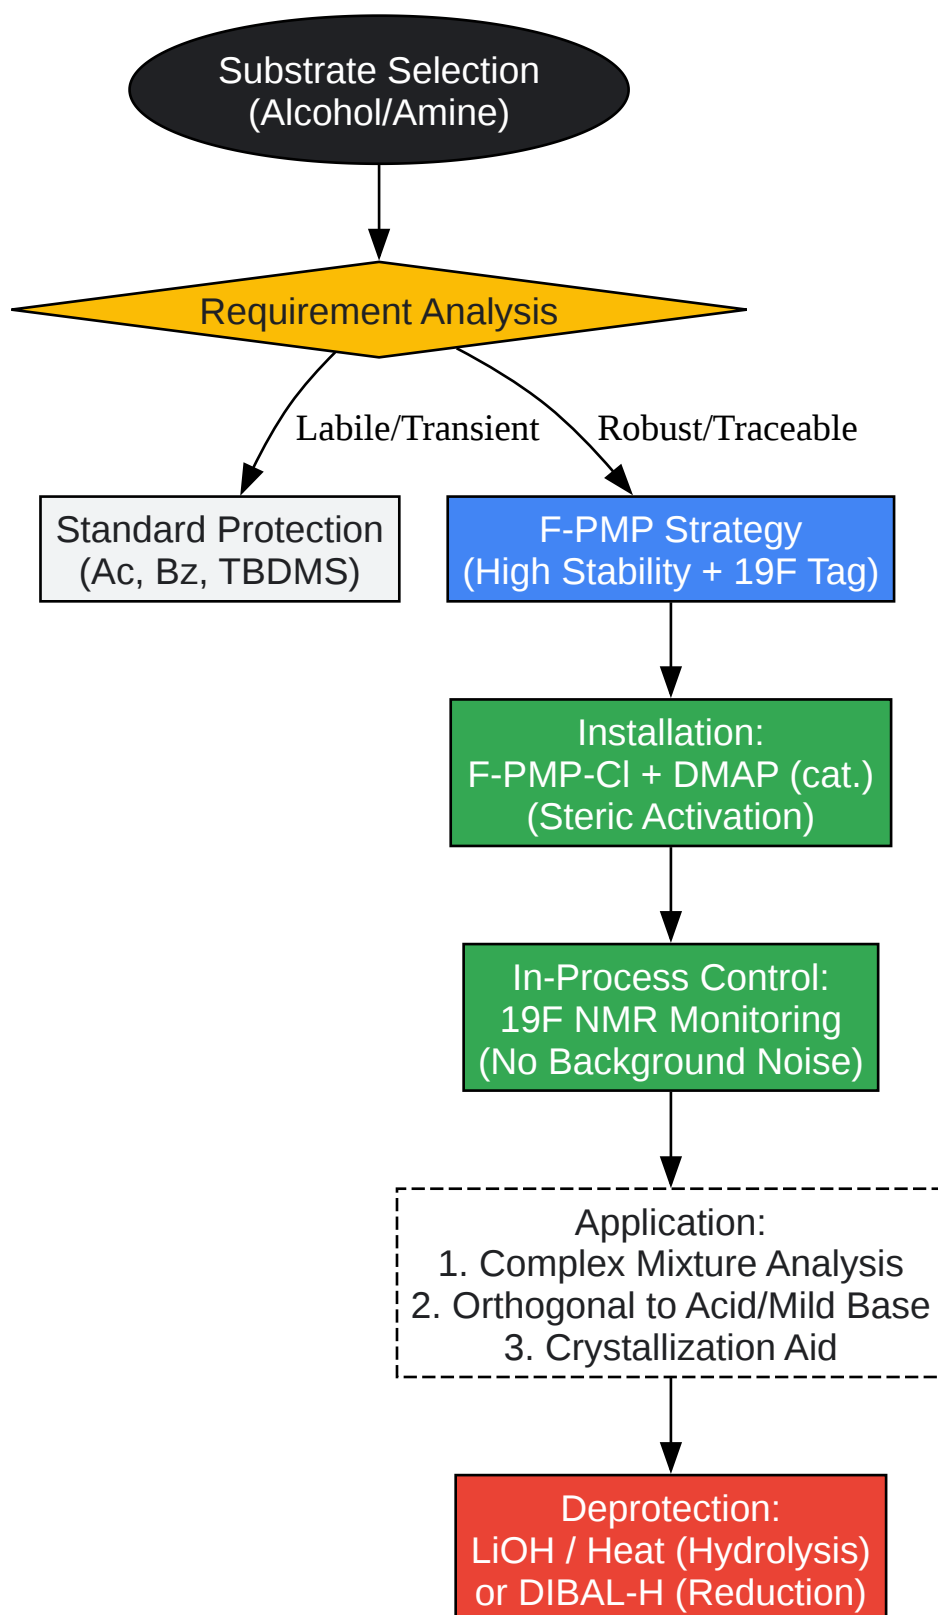 Substrate Selection
(Alcohol/Amine)
Requirement Analysis
Labile/Transient
Robust/Traceable
Standard Protection
(Ac, Bz, TBDMS)
F-PMP Strategy
(High Stability + 19F Tag)
Installation:
F-PMP-Cl + DMAP (cat.)
(Steric Activation)
In-Process Control:
19F NMR Monitoring
(No Background Noise)
Application:
1. Complex Mixture Analysis
2. Orthogonal to Acid/Mild Base
3. Crystallization Aid
Deprotection:
LiOH / Heat (Hydrolysis)
or DIBAL-H (Reduction)